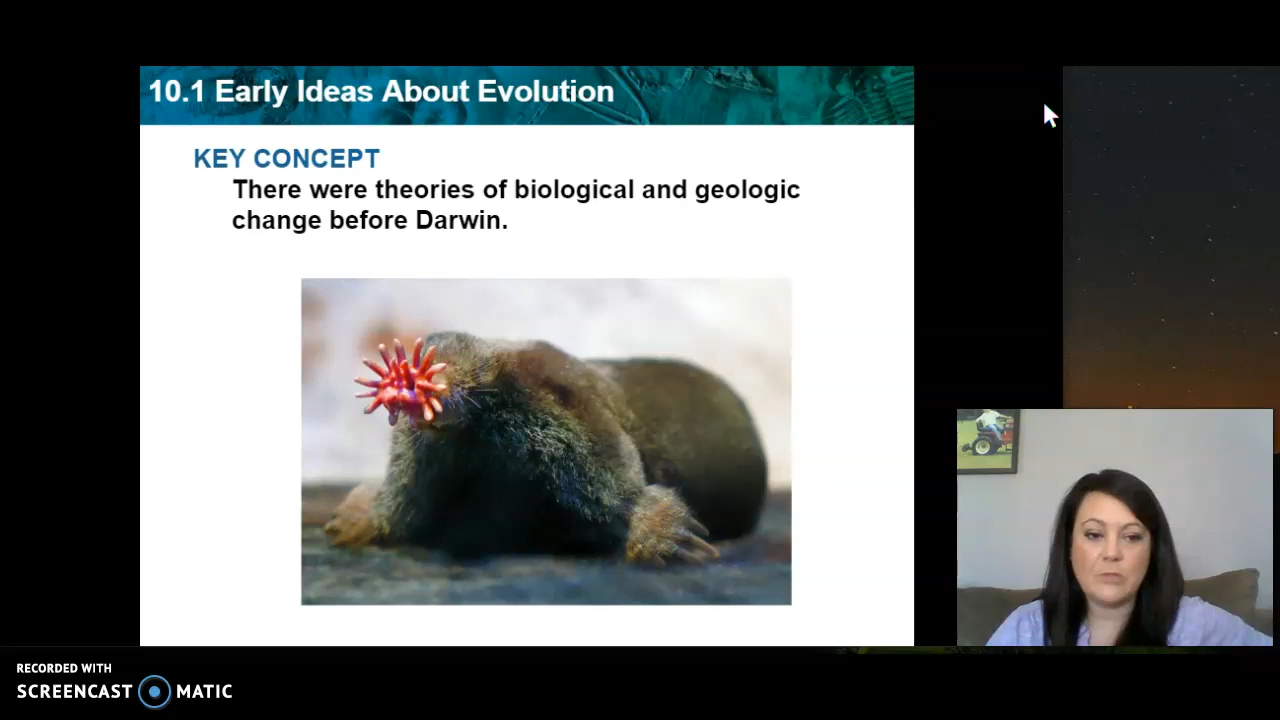 10.1 Early Ideas About Evolution
KEY CONCEPT
There were theories of biological and geologic
change before Darwin.
RECORDED WITH
SCREENCAST MATIC